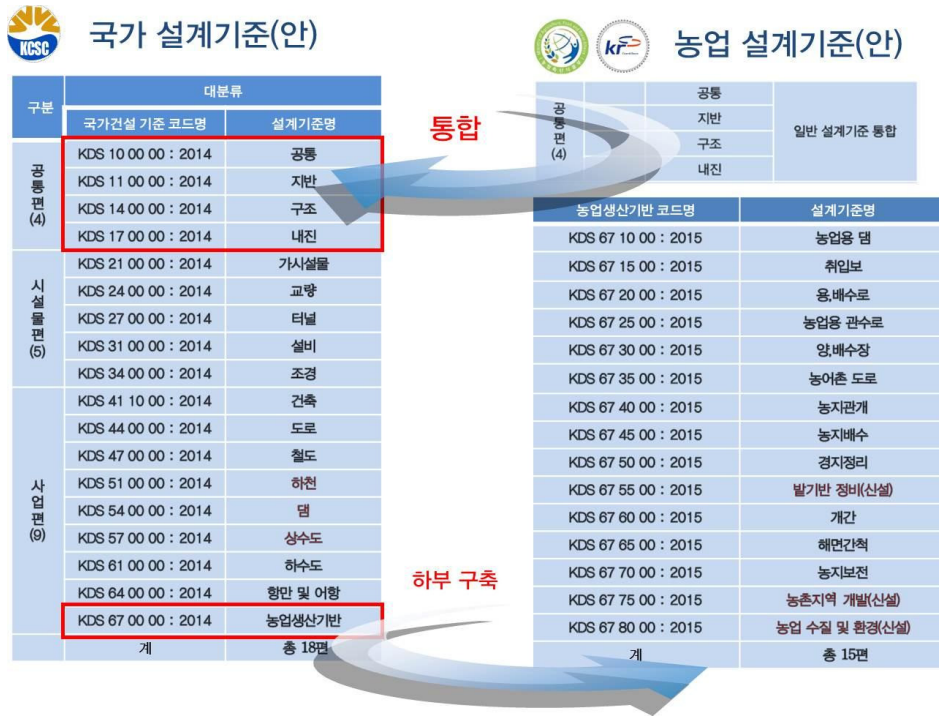 KCSC
국가 설계기준(안)
구분
대분류
국가건설 기준 코드명
설계기준명
공통편(4)
KDS 10 00 00 : 2014
공통
KDS 11 00 00 : 2014
지반
KDS 14 00 00 : 2014
구조
KDS 17 00 00 : 2014
내진
시설물편(5)
KDS 21 00 00 : 2014
가시설물
KDS 24 00 00 : 2014
교량
KDS 27 00 00 : 2014
터널
KDS 31 00 00 : 2014
설비
KDS 34 00 00 : 2014
조경
사업편(9)
KDS 41 10 00 : 2014
건축
KDS 44 00 00 : 2014
도로
KDS 47 00 00 : 2014
철도
KDS 51 00 00 : 2014
하천
KDS 54 00 00 : 2014
댐
KDS 57 00 00 : 2014
상수도
KDS 61 00 00 : 2014
하수도
KDS 64 00 00 : 2014
항만 및 어항
KDS 67 00 00 : 2014
농업생산기반
계
총 18편
통합
하부 구축
농업 설계기준(안)
공통편(4)
공통
지반
구조
내진
일반 설계기준 통합
농업생산기반 코드명
설계기준명
KDS 67 10 00 : 2015
농업용 댐
KDS 67 15 00 : 2015
취입보
KDS 67 20 00 : 2015
용,배수로
KDS 67 25 00 : 2015
농업용 관수로
KDS 67 30 00 : 2015
양,배수장
KDS 67 35 00 : 2015
농어촌 도로
KDS 67 40 00 : 2015
농지관개
KDS 67 45 00 : 2015
농지배수
KDS 67 50 00 : 2015
경지정리
KDS 67 55 00 : 2015
밭기반 정비(신설)
KDS 67 60 00 : 2015
개간
KDS 67 65 00 : 2015
해면간척
KDS 67 70 00 : 2015
농지보전
KDS 67 75 00 : 2015
농촌지역 개발(신설)
KDS 67 80 00 : 2015
농업 수질 및 환경(신설)
계
총 15편